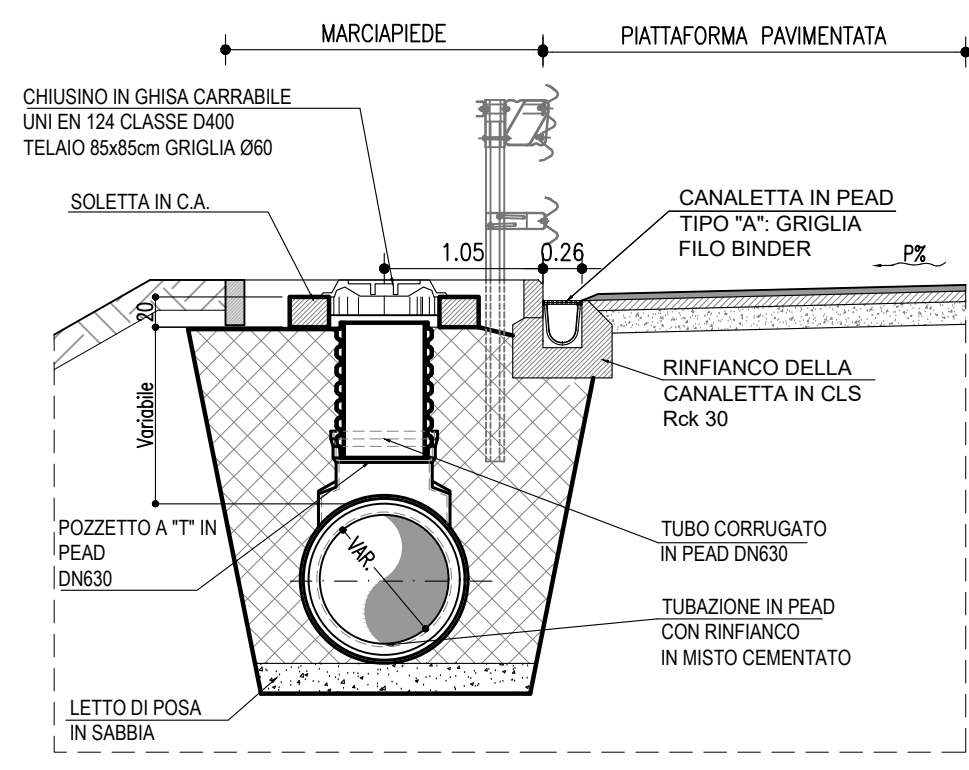 MARCIAPIEDE
PIATTAFORMA PAVIMENTATA
CHIUSINO IN GHISA CARRABILE
UNI EN 124 CLASSE D400
TELAIO 85x85cm GRIGLIA Ø60
SOLETTA IN C.A.
CANALETTA IN PEAD
TIPO "A": GRIGLIA
FILO BINDER
1.05
0.26
P%
20
Variabile
RINFIANCO DELLA
CANALETTA IN CLS
Rck 30
POZZETTO A "T" IN
PEAD
DN630
VAR.
TUBO CORRUGATO
IN PEAD DN630
TUBAZIONE IN PEAD
CON RINFIANCO
IN MISTO CEMENTATO
LETTO DI POSA
IN SABBIA